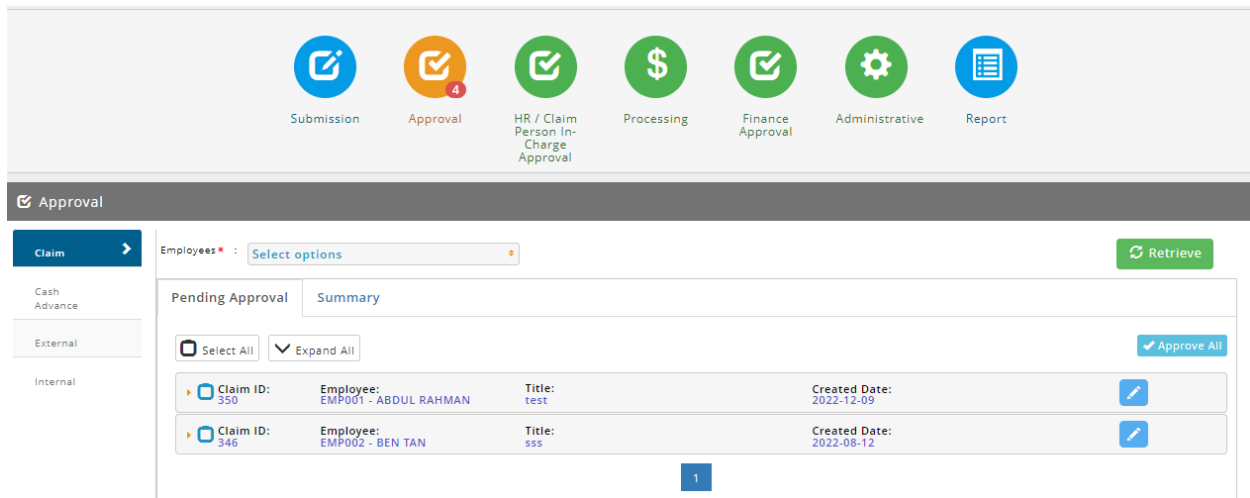 4
Submission
Approval
HR / Claim
Person In-
Charge
Approval
Processing
Finance
Approval
Administrative
Report
Approval
Claim
Cash
Advance
External
Internal
Employees* :
Select options
Retrieve
Pending Approval
Summary
Select All
Expand All
Approve All
Claim ID:
350
Employee:
EMP001 - ABDUL RAHMAN
Title:
test
Created Date:
2022-12-09
Claim ID:
346
Employee:
EMP002 - BEN TAN
Title:
sss
Created Date:
2022-08-12
1